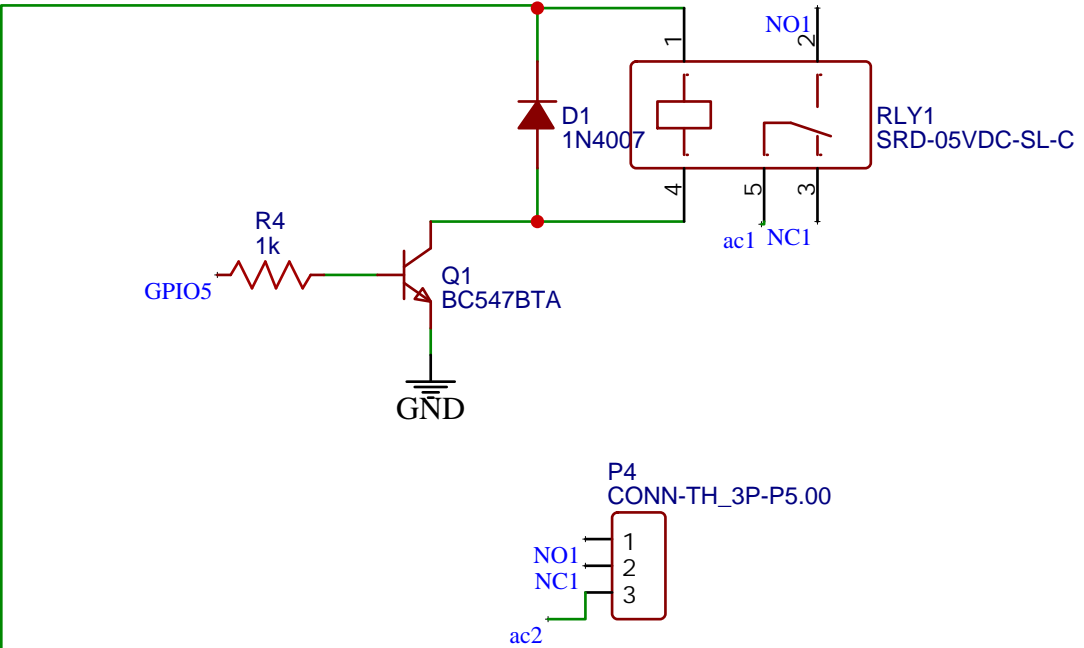 NO1
1
2
D1
1N4007
RLY1
SRD-05VDC-SL-C
4
5
3
ac1
NC1
R4
1k
GPIO5
Q1
BC547BTA
GND
P4
CONN-TH_3P-P5.00
1
NO1
2
NC1
3
ac2